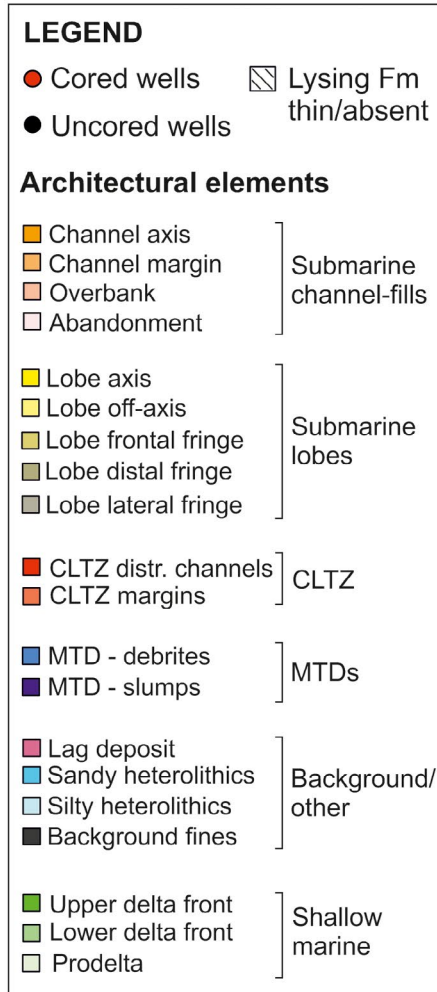 LEGEND
Cored wells
Lysing Fm
thin/absent
Uncored wells
Architectural elements
Channel axis
Channel margin
Overbank
Abandonment
Submarine
channel-fills
Lobe axis
Lobe off-axis
Lobe frontal fringe
Lobe distal fringe
Lobe lateral fringe
Submarine
lobes
CLTZ distr. channels
CLTZ margins
CLTZ
MTD - debrites
MTD - slumps
MTDs
Lag deposit
Sandy heterolithics
Silty heterolithics
Background fines
Background/
other
Upper delta front
Lower delta front
Prodelta
Shallow
marine